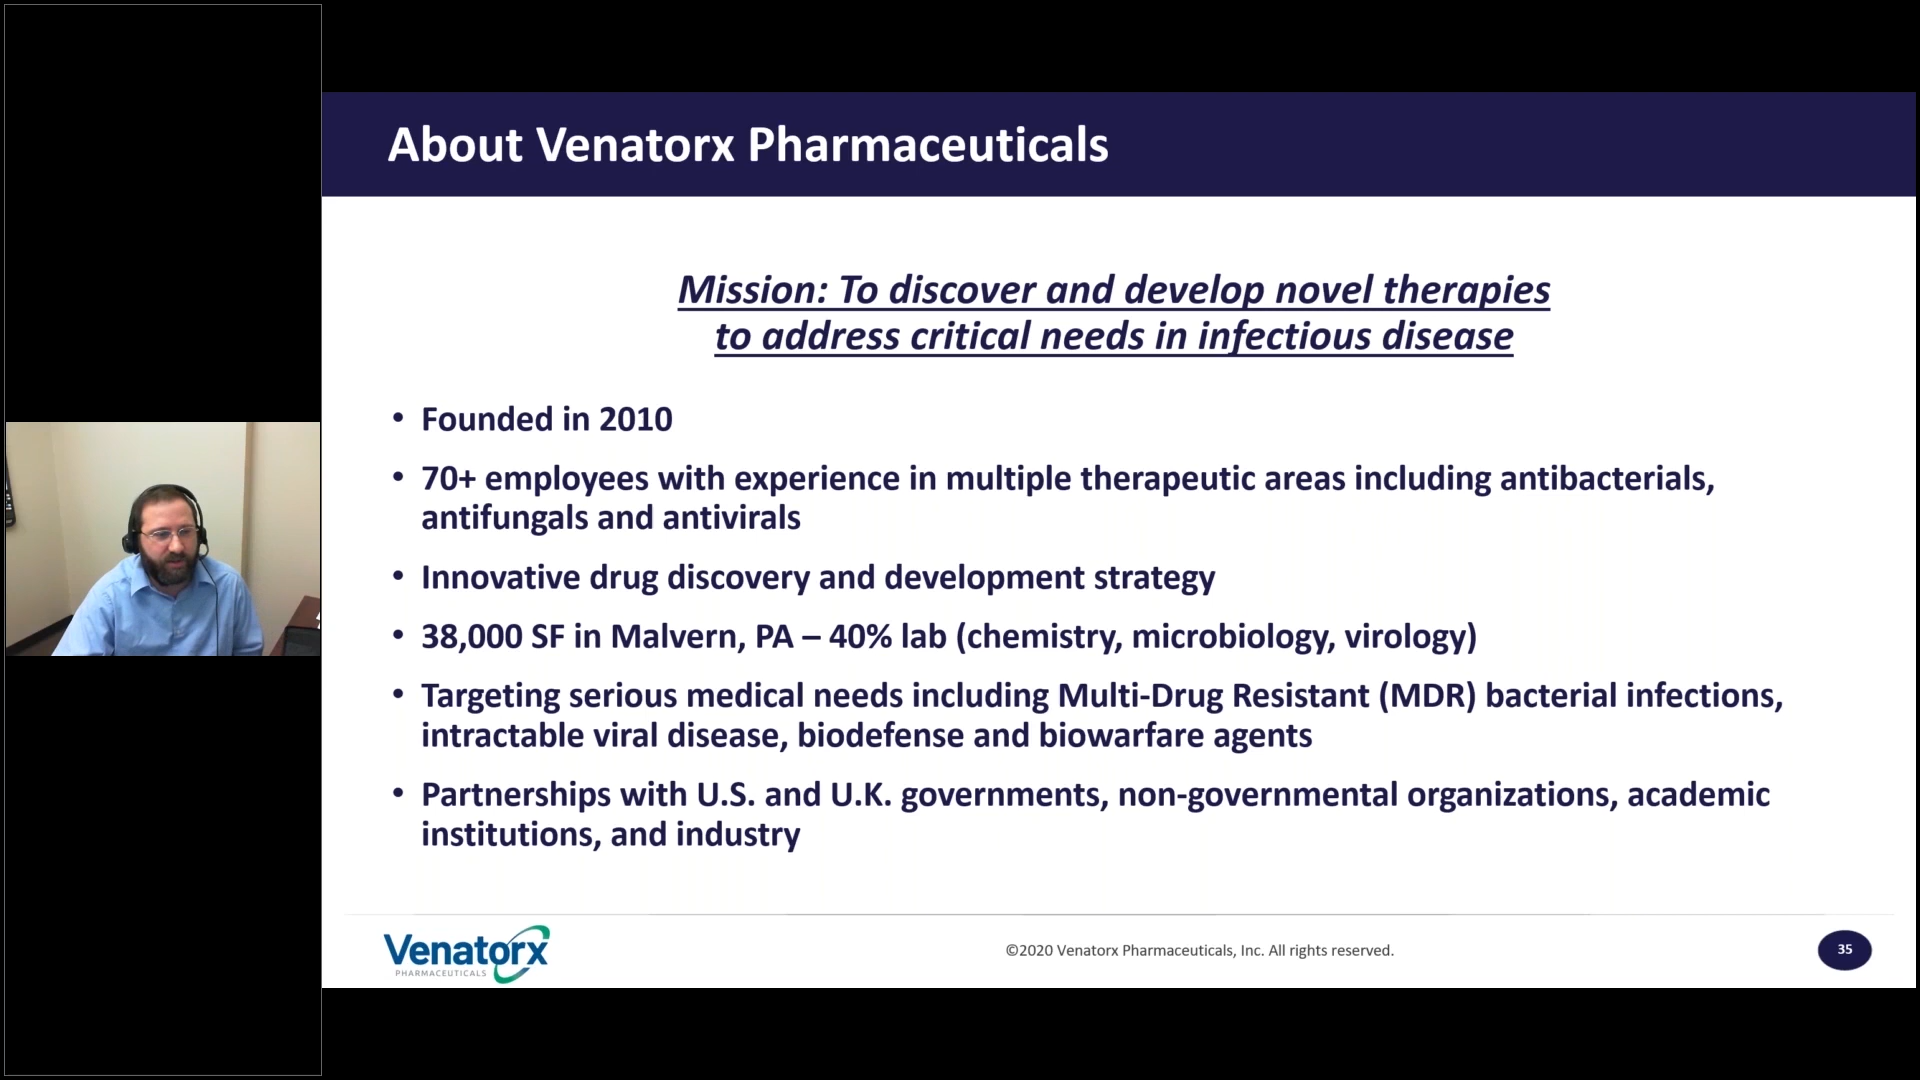 About Venatorx Pharmaceuticals
Mission: To discover and develop novel therapies
to address critical needs in infectious disease
• Founded in 2010
• 70+ employees with experience in multiple therapeutic areas including antibacterials,
antifungals and antivirals
• Innovative drug discovery and development strategy
• 38,000 SF in Malvern, PA – 40% lab (chemistry, microbiology, virology)
• Targeting serious medical needs including Multi-Drug Resistant (MDR) bacterial infections,
intractable viral disease, biodefense and biowarfare agents
• Partnerships with U.S. and U.K. governments, non-governmental organizations, academic
institutions, and industry
Venatorx
PHARMACEUTICALS
©2020 Venatorx Pharmaceuticals, Inc. All rights reserved.
35